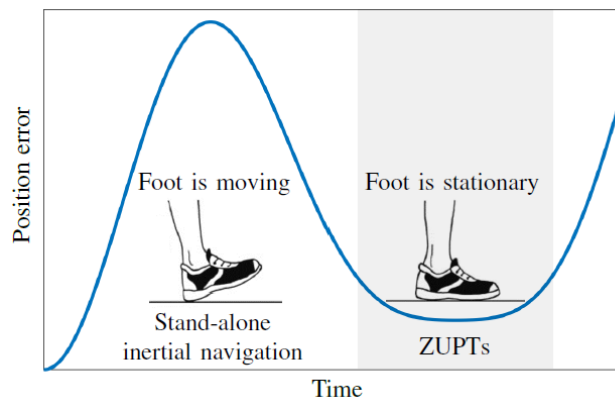 Position error
Foot is moving
Foot is stationary
Stand-alone
inertial navigation
ZUPTs
Time